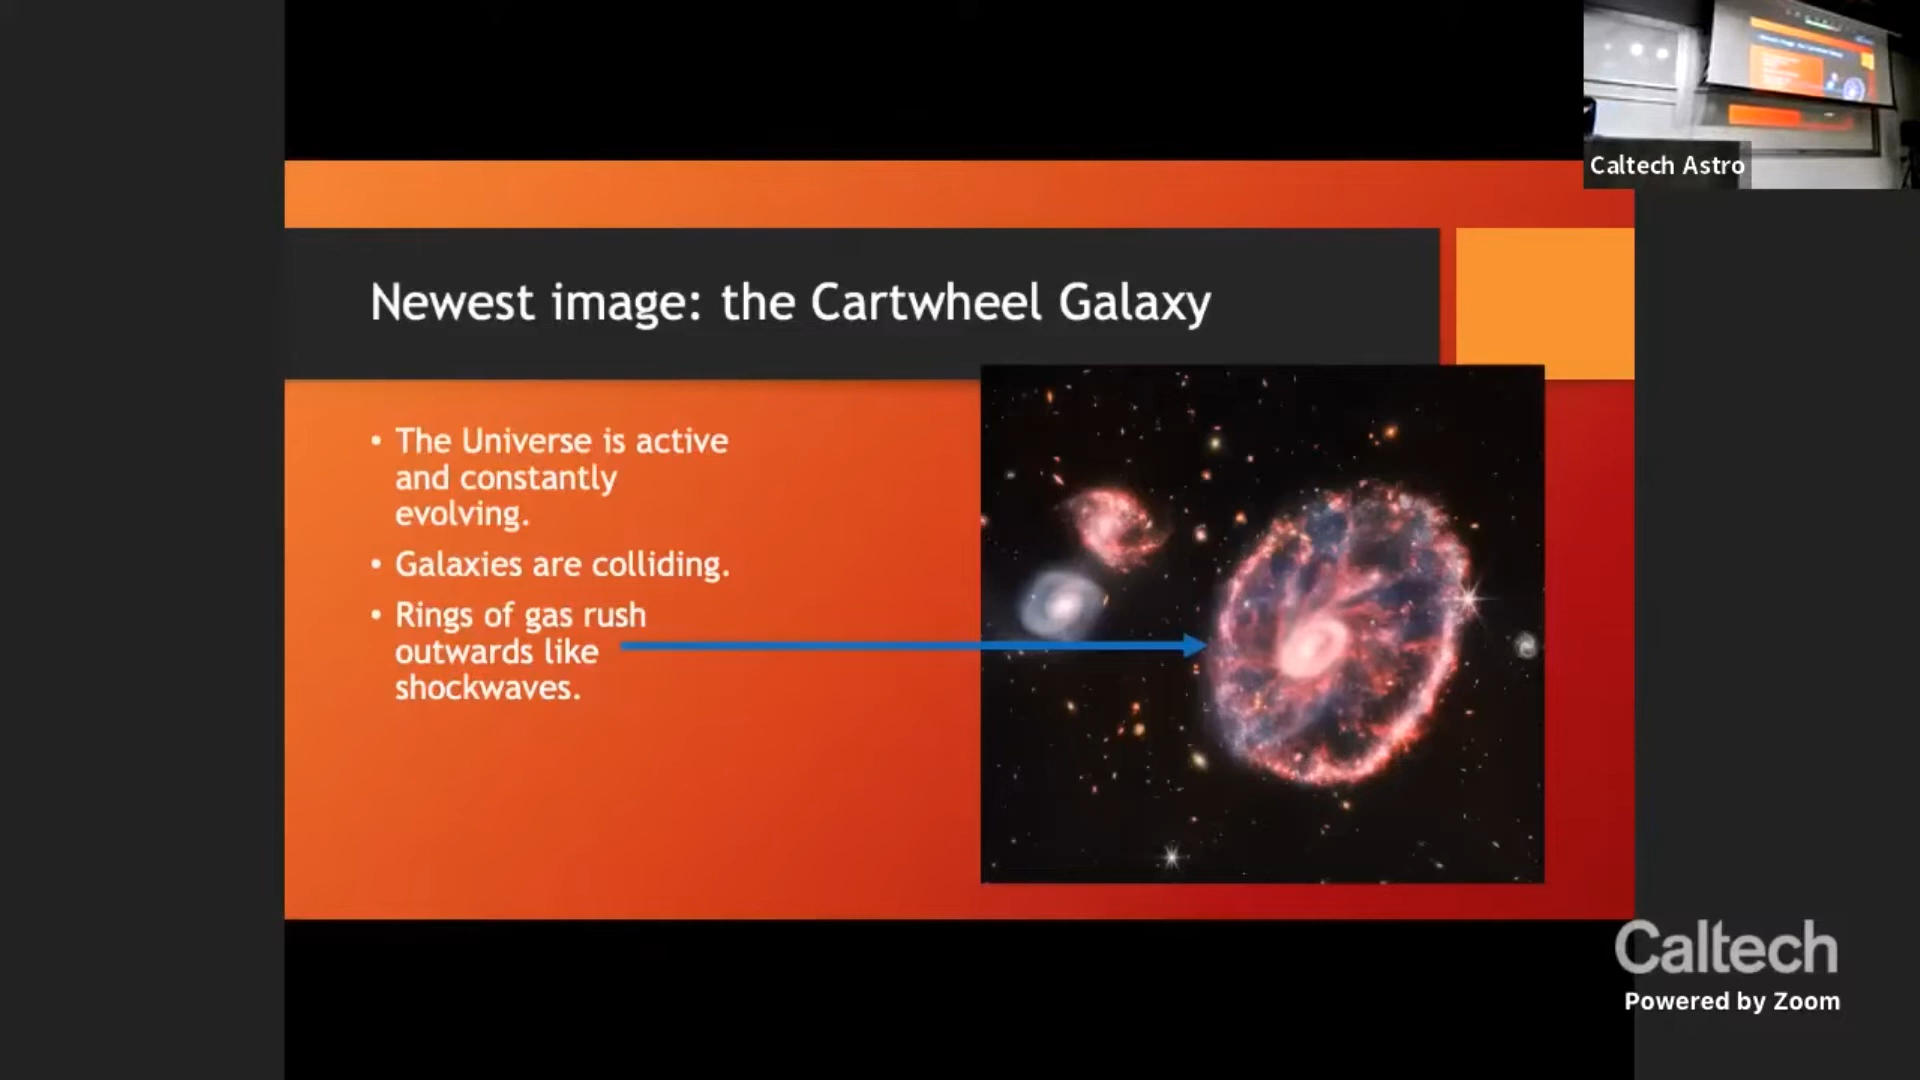 Caltech Astro
Newest image: the Cartwheel Galaxy
• The Universe is active
and constantly
evolving.
• Galaxies are colliding.
• Rings of gas rush
outwards like
shockwaves.
Caltech
Powered by Zoom